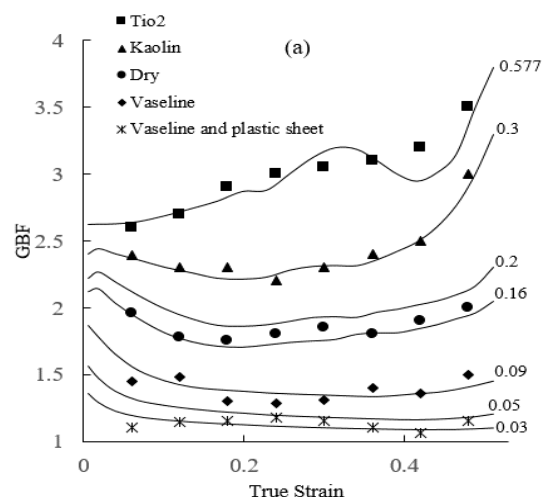 Tio2
(a)
Kaolin
Dry
Vaseline
Vaseline and plastic sheet
4
3.5
3
2.5
2
1.5
1
GBF
0.577
0.3
0.2
0.16
0.09
0.05
0.03
0
0.2
0.4
True Strain